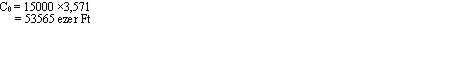 C₀ = 15000 ×3,571
= 53565 ezer Ft